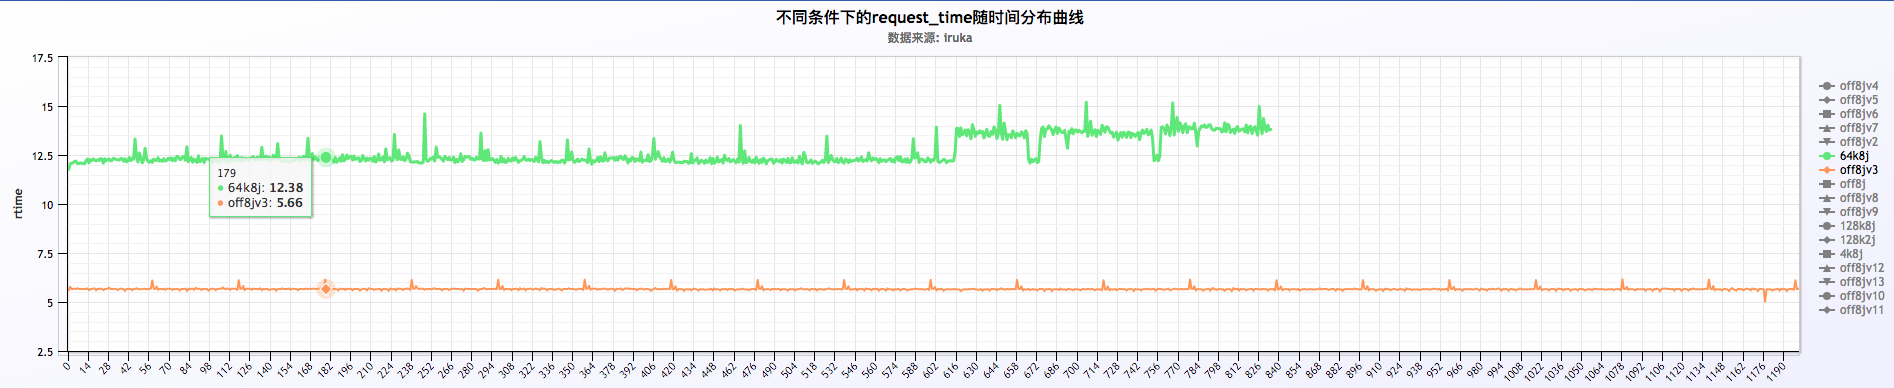 不同条件下的request_time随时间分布曲线
数据来源: iruka
rtime
17.5
15
12.5
10
7.5
5
2.5
179
64k8j: 12.38
off8jv3: 5.66
0 14 28 42 56 70 84 98 112 126 140 154 168 182 196 210 224 238 252 266 280 294 308 322 336 350 364 378 392 406 420 434 448 462 476 490 504 518 532 546 560 574 588 602 616 630 644 658 672 686 700 714 728 742 756 770 784 798 812 826 840 854 868 882 896 910 924 938 952 966 980 994 1008 1022 1036 1050 1064 1078 1092 1106 1120 1134 1148 1162 1176 1190
off8jv4
off8jv5
off8jv6
off8jv7
off8jv2
64k8j
off8jv3
off8j
off8jv8
off8jv9
128k8j
128k2j
4k8j
off8jv12
off8jv13
off8jv10
off8jv11